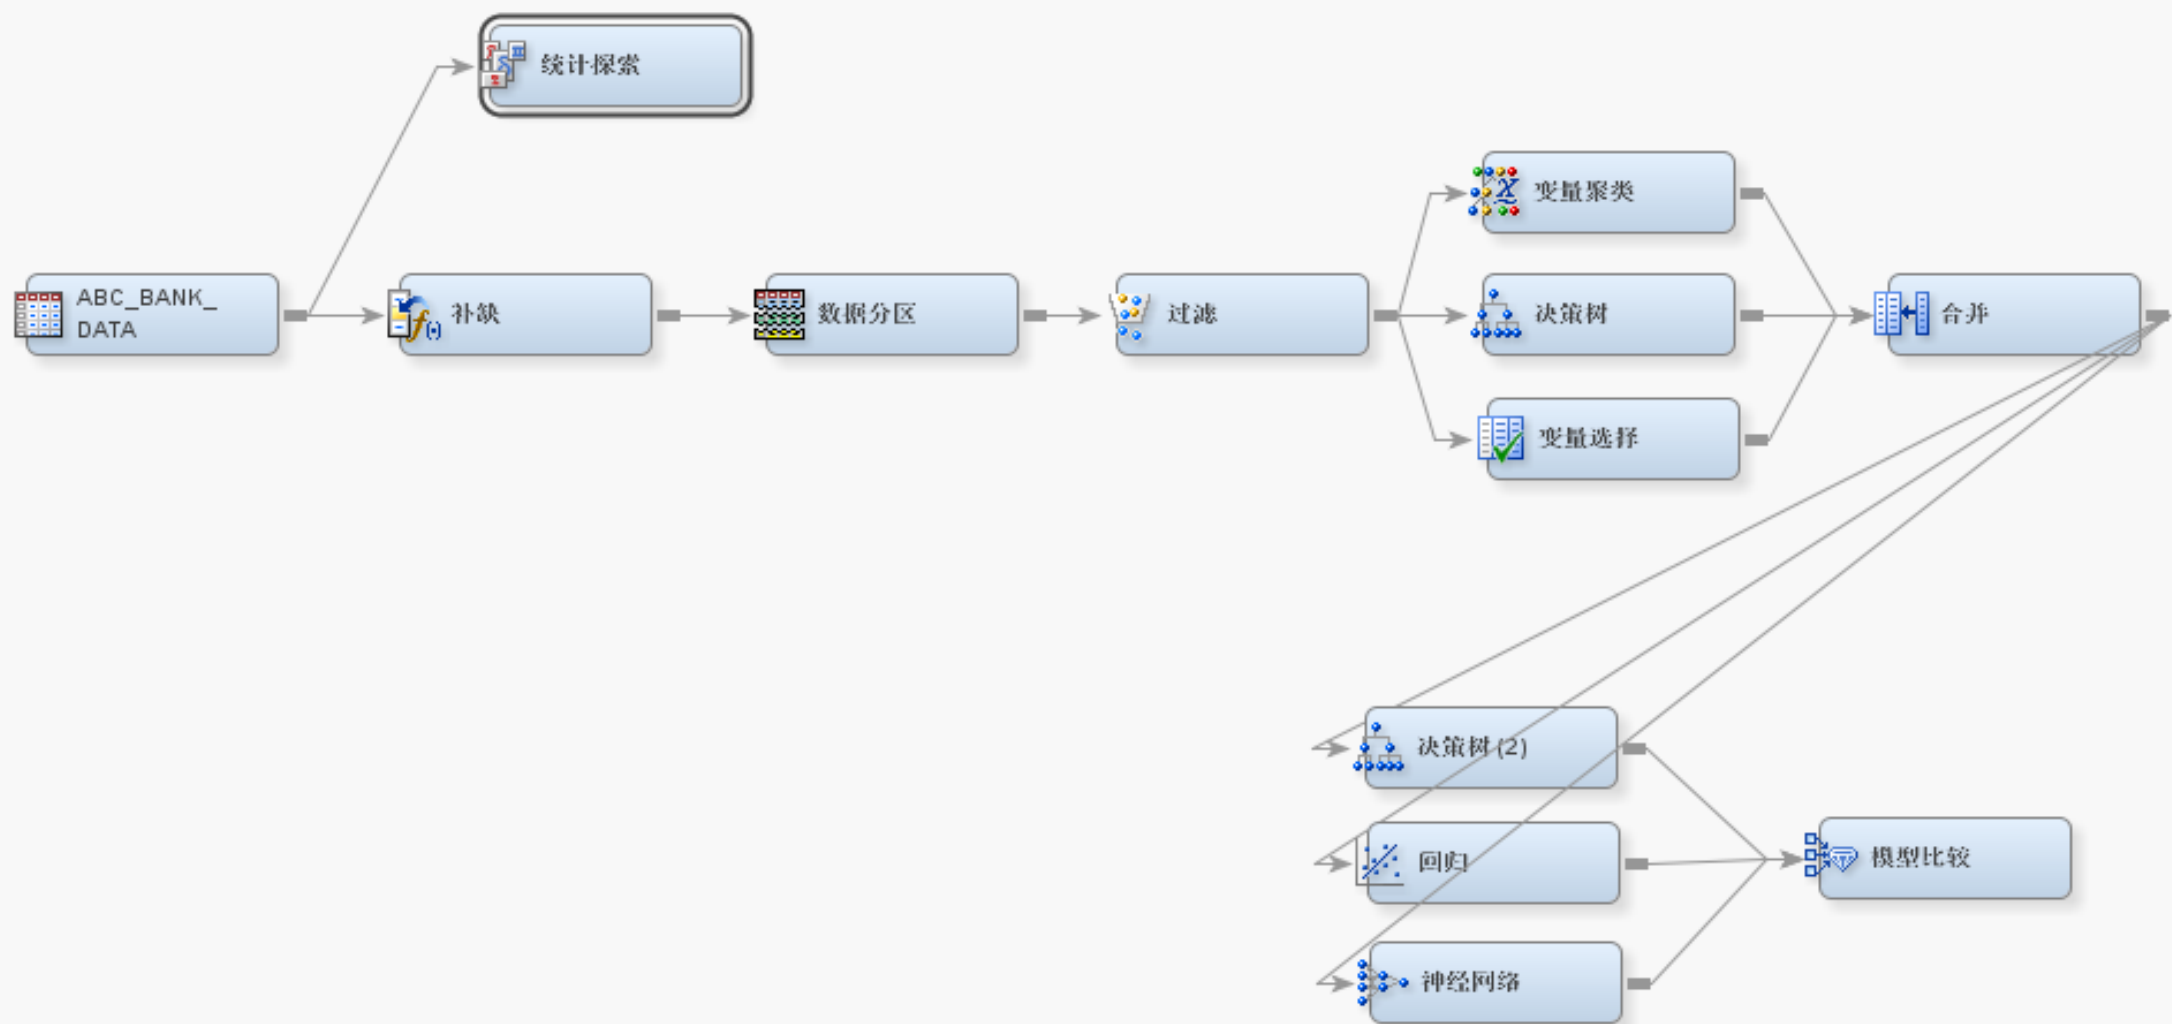 统计探索
变量聚类
ABC_BANK_
DATA
补缺
数据分区
过滤
决策树
合并
变量选择
决策树 (2)
回归
模型比较
神经网络